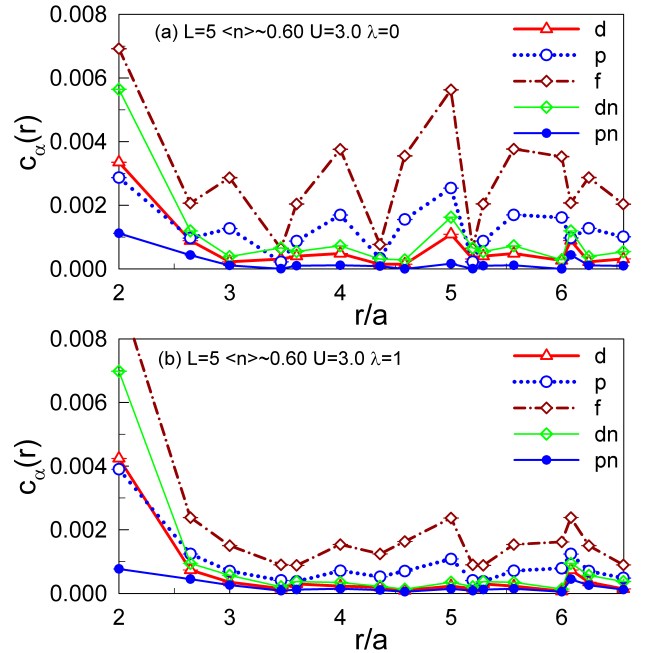 0.008
0.006
0.004
0.002
0.000
cα(r)
(a) L=5 <n>~0.60 U=3.0 λ=0
d
p
f
dn
pn
2 3 4 5 6
r/a
0.008
0.006
0.004
0.002
0.000
cα(r)
(b) L=5 <n>~0.60 U=3.0 λ=1
d
p
f
dn
pn
2 3 4 5 6
r/a